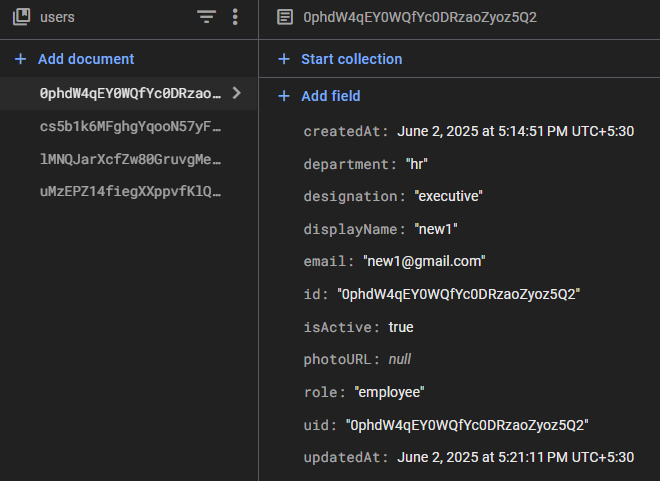 users
Add document
0phdW4qEY0WQfYc0DRzao…
cs5b1k6MFghgYqooN57yF…
lMNQJarXcfZw80GruvgMe…
uMzEPZ14fiegXXppvfKlQ…
0phdW4qEY0WQfYc0DRzaoZyoz5Q2
Start collection
Add field
createdAt: June 2, 2025 at 5:14:51 PM UTC+5:30
department: "hr"
designation: "executive"
displayName: "new1"
email: "new1@gmail.com"
id: "0phdW4qEY0WQfYc0DRzaoZyoz5Q2"
isActive: true
photoURL: null
role: "employee"
uid: "0phdW4qEY0WQfYc0DRzaoZyoz5Q2"
updatedAt: June 2, 2025 at 5:21:11 PM UTC+5:30